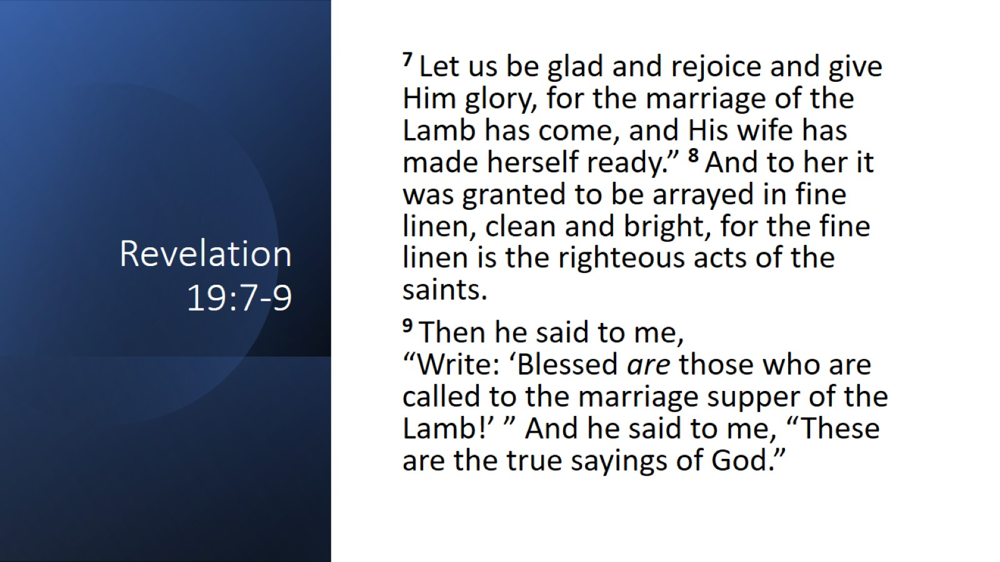 Revelation
19:7-9
7 Let us be glad and rejoice and give
Him glory, for the marriage of the
Lamb has come, and His wife has
made herself ready.” 8 And to her it
was granted to be arrayed in fine
linen, clean and bright, for the fine
linen is the righteous acts of the
saints.
9 Then he said to me,
“Write: ‘Blessed are those who are
called to the marriage supper of the
Lamb!’ ” And he said to me, “These
are the true sayings of God.”